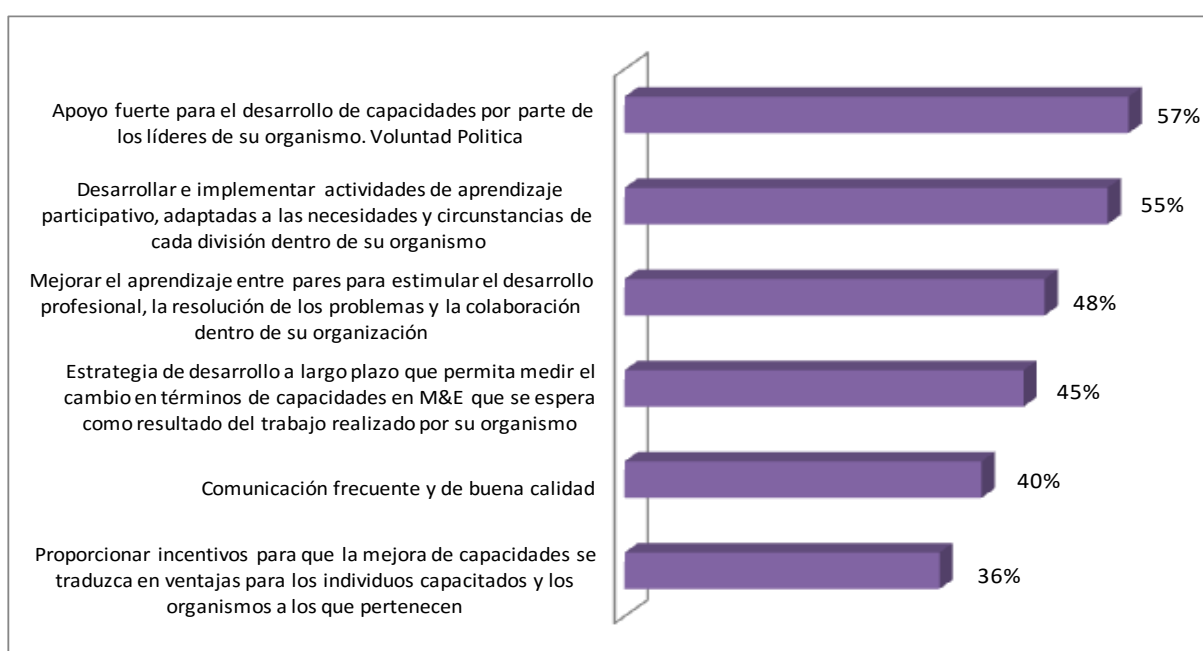 Apoyo fuerte para el desarrollo de capacidades por parte de
los líderes de su organismo. Voluntad Politica
57%
Desarrollar e implementar actividades de aprendizaje
participativo, adaptadas a las necesidades y circunstancias de
cada división dentro de su organismo
55%
Mejorar el aprendizaje entre pares para estimular el desarrollo
profesional, la resolución de los problemas y la colaboración
dentro de su organización
48%
Estrategia de desarrollo a largo plazo que permita medir el
cambio en términos de capacidades en M&E que se espera
como resultado del trabajo realizado por su organismo
45%
Comunicación frecuente y de buena calidad
40%
Proporcionar incentivos para que la mejora de capacidades se
traduzca en ventajas para los individuos capacitados y los
organismos a los que pertenecen
36%